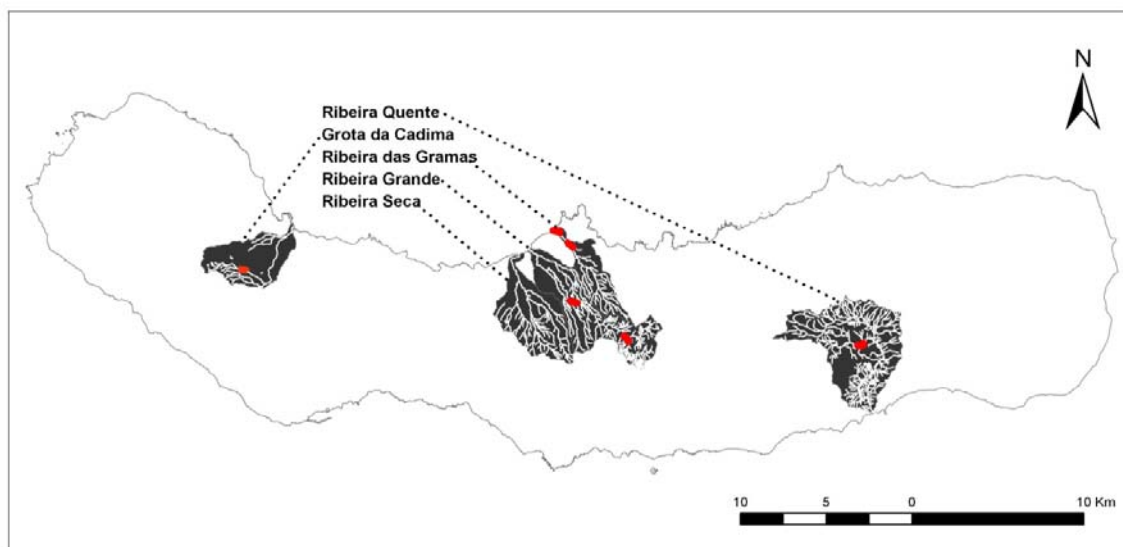 N
Ribeira Quente
Grota da Cadima
Ribeira das Gramas
Ribeira Grande
Ribeira Seca
10 5 0 10 Km